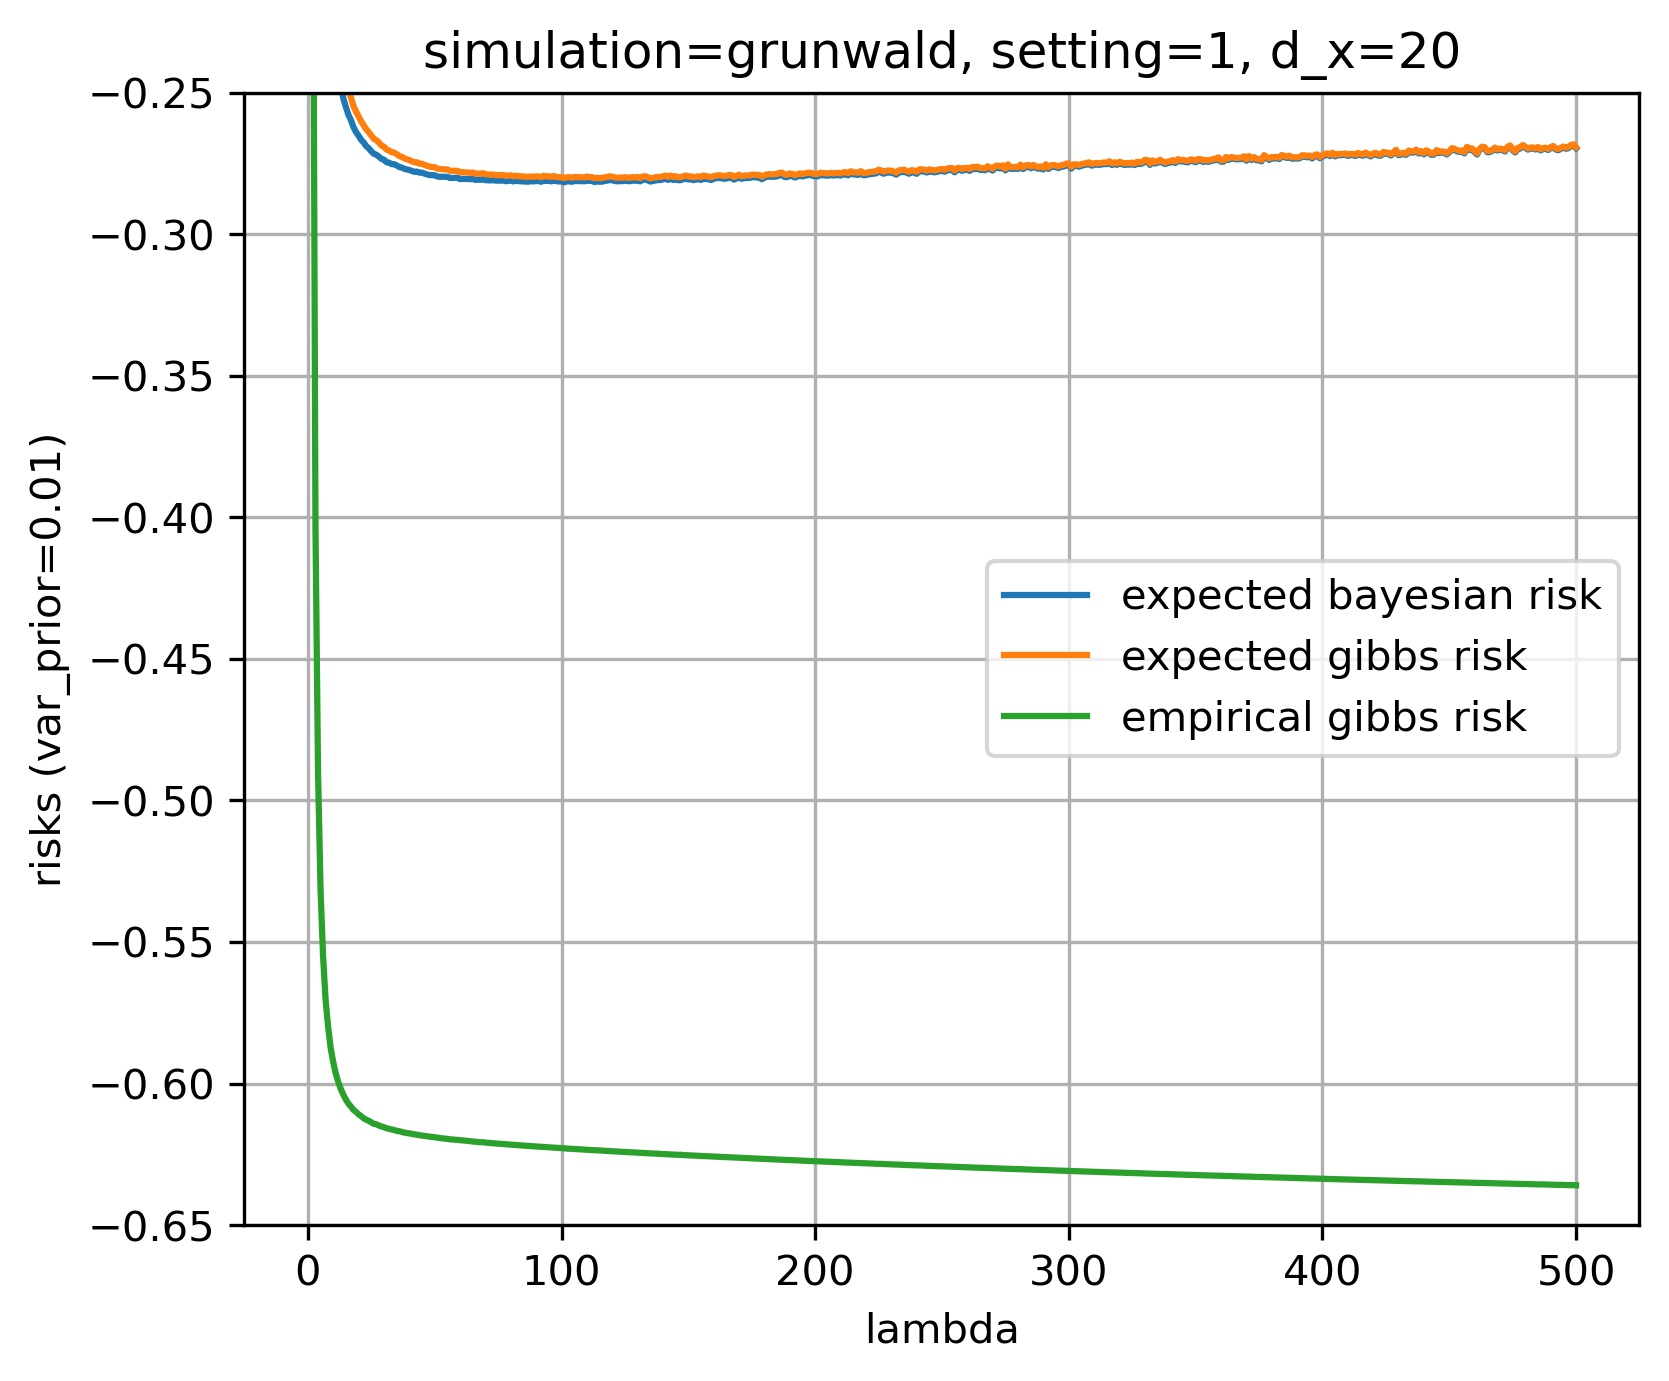 simulation=grunwald, setting=1, d_x=20
−0.25
−0.30
−0.35
−0.40
−0.45
−0.50
−0.55
−0.60
−0.65
risks (var_prior=0.01)
expected bayesian risk
expected gibbs risk
empirical gibbs risk
0 100 200 300 400 500
lambda